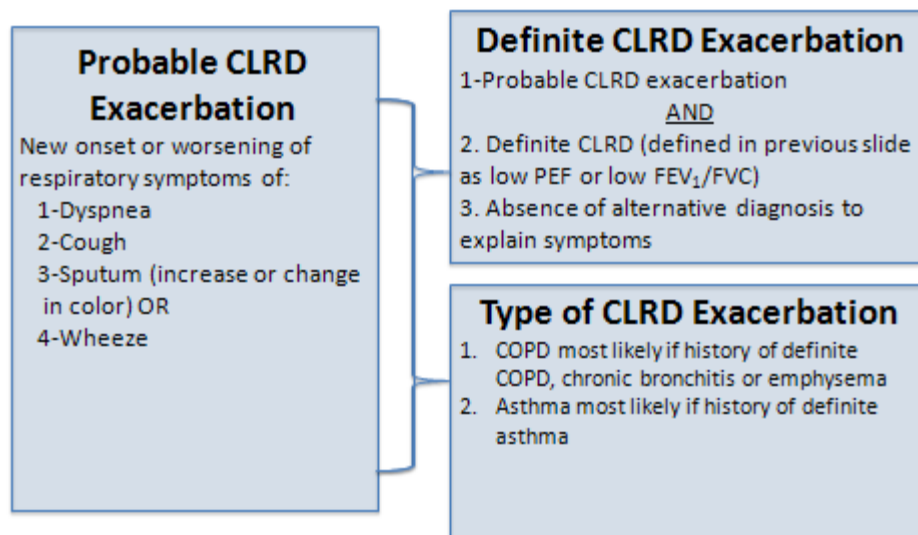 Probable CLRD
Exacerbation
New onset or worsening of
respiratory symptoms of:
1-Dyspnea
2-Cough
3-Sputum (increase or change
in color) OR
4-Wheeze
Definite CLRD Exacerbation
1-Probable CLRD exacerbation
AND
2. Definite CLRD (defined in previous slide
as low PEF or low FEV₁/FVC)
3. Absence of alternative diagnosis to
explain symptoms
Type of CLRD Exacerbation
1. COPD most likely if history of definite
COPD, chronic bronchitis or emphysema
2. Asthma most likely if history of definite
asthma